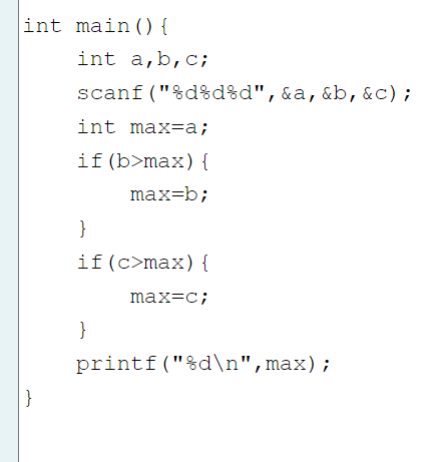 int main(){
    int a,b,c;
    scanf("%d%d%d",&a,&b,&c);
    int max=a;
    if(b>max){
        max=b;
    }
    if(c>max){
        max=c;
    }
    printf("%d\n",max);
}